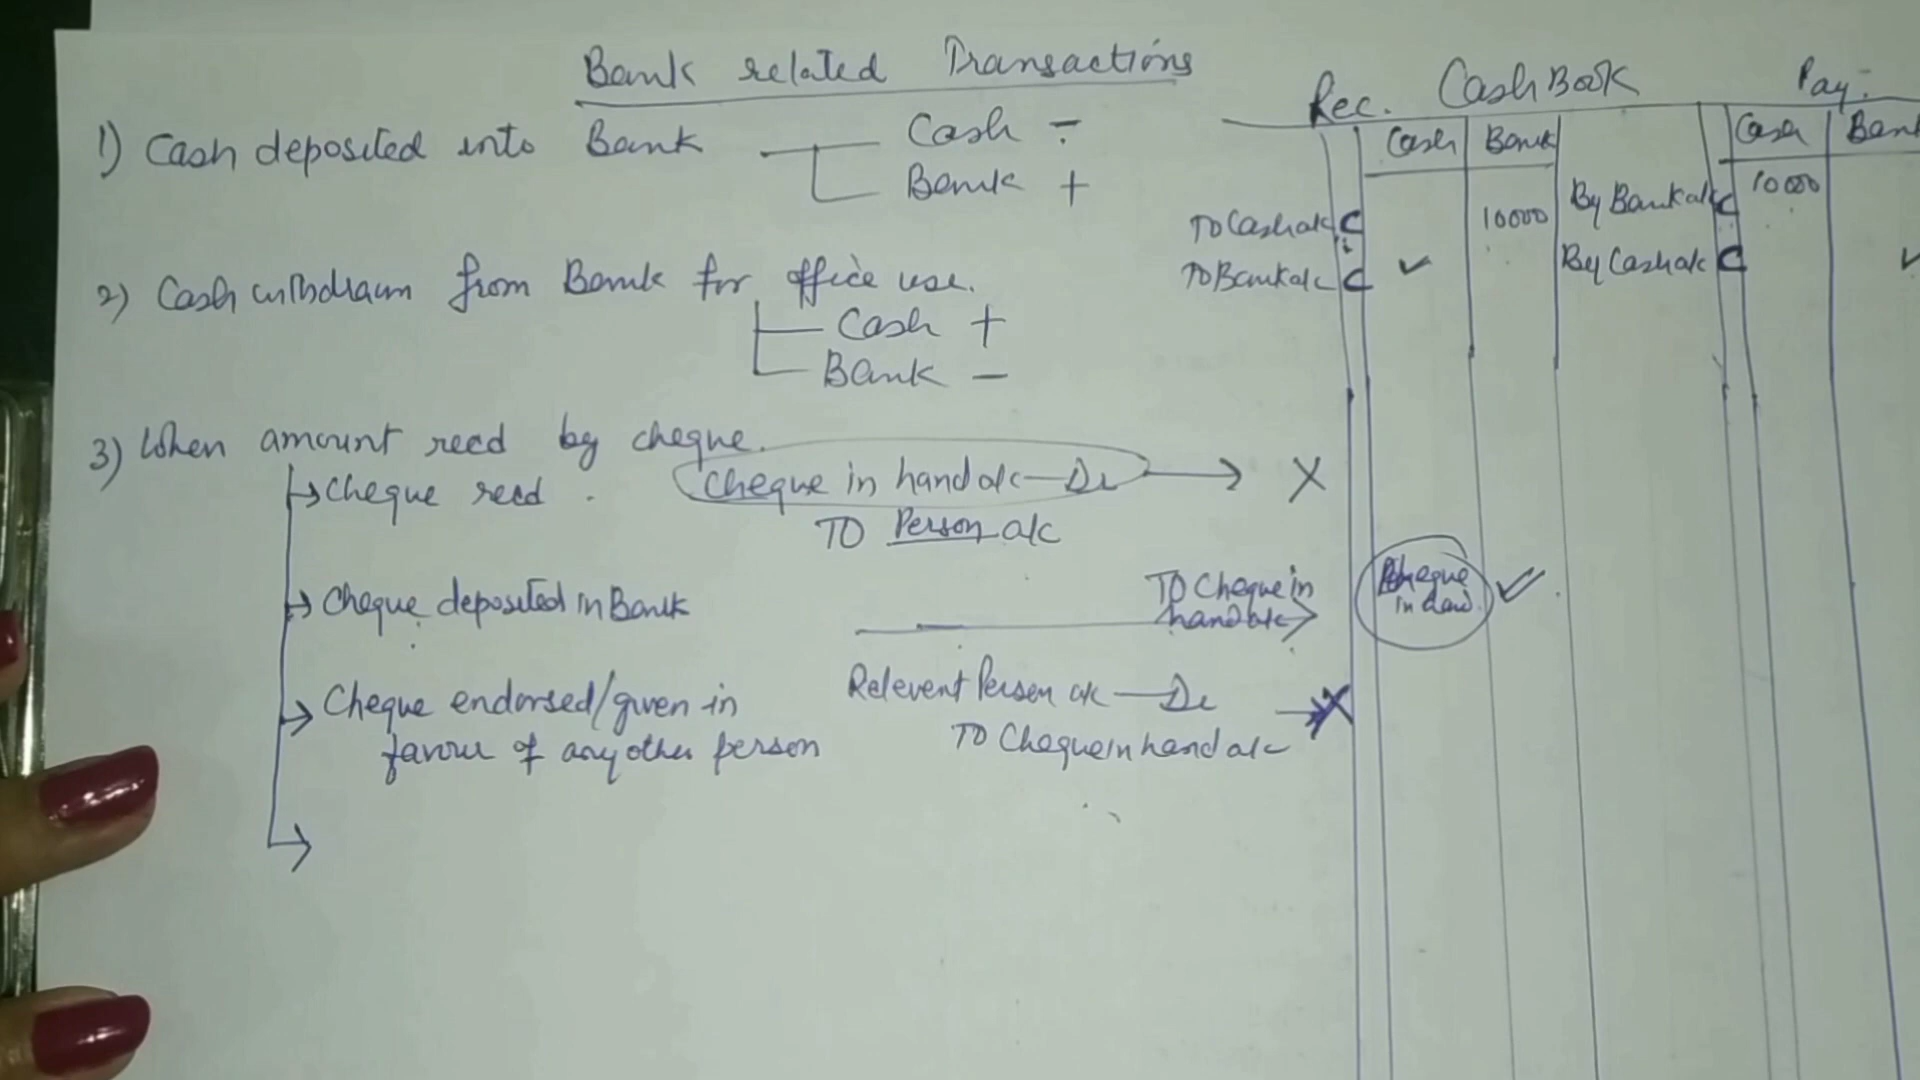 Bank related Transactions
1) Cash deposited into Bank
Cash -
Bank +
2) Cash withdrawn from Bank for office use.
Cash +
Bank -
3) When amount recd by cheque.
→ Cheque recd. Cheque in hand a/c — Dr → X
TO Person a/c
→ Cheque deposited in Bank
TO Cheque in
hand a/c
→ Cheque endorsed/given in
favour of any other person
Relevent Person a/c — Dr
TO Cheque in hand a/c → X
Rec. Cash Book Pay.
Cash Bank Cash Bank
TO Cash a/c C 10000 By Bank a/c C 10000
TO Bank a/c C ✓ By Cash a/c C ✓
Cheque
in hand ✓